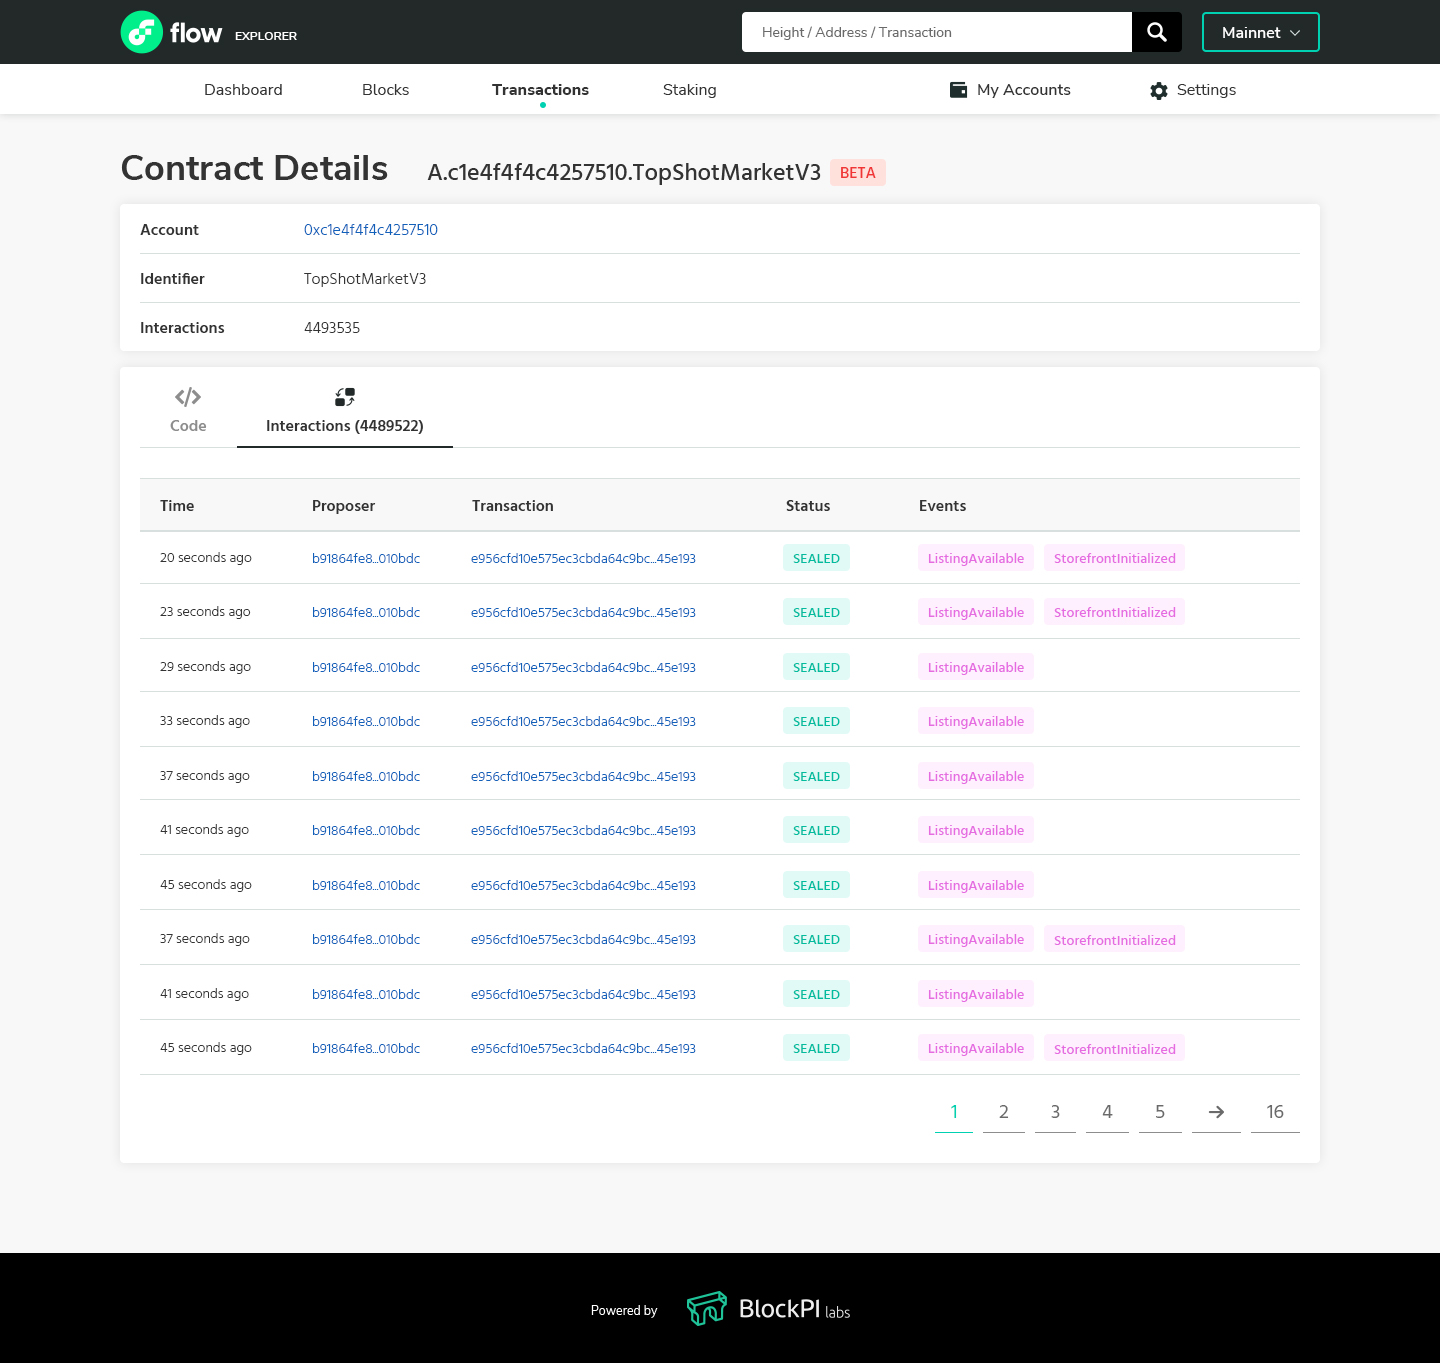 flow EXPLORER
Height / Address / Transaction
Mainnet
Dashboard Blocks Transactions Staking My Accounts Settings
Contract Details A.c1e4f4f4c4257510.TopShotMarketV3 BETA
Account 0xc1e4f4f4c4257510
Identifier TopShotMarketV3
Interactions 4493535
Code Interactions (4489522)
Time Proposer Transaction Status Events
20 seconds ago b91864fe8...010bdc e956cfd10e575ec3cbda64c9bc...45e193 SEALED ListingAvailable StorefrontInitialized
23 seconds ago b91864fe8...010bdc e956cfd10e575ec3cbda64c9bc...45e193 SEALED ListingAvailable StorefrontInitialized
29 seconds ago b91864fe8...010bdc e956cfd10e575ec3cbda64c9bc...45e193 SEALED ListingAvailable
33 seconds ago b91864fe8...010bdc e956cfd10e575ec3cbda64c9bc...45e193 SEALED ListingAvailable
37 seconds ago b91864fe8...010bdc e956cfd10e575ec3cbda64c9bc...45e193 SEALED ListingAvailable
41 seconds ago b91864fe8...010bdc e956cfd10e575ec3cbda64c9bc...45e193 SEALED ListingAvailable
45 seconds ago b91864fe8...010bdc e956cfd10e575ec3cbda64c9bc...45e193 SEALED ListingAvailable
37 seconds ago b91864fe8...010bdc e956cfd10e575ec3cbda64c9bc...45e193 SEALED ListingAvailable StorefrontInitialized
41 seconds ago b91864fe8...010bdc e956cfd10e575ec3cbda64c9bc...45e193 SEALED ListingAvailable
45 seconds ago b91864fe8...010bdc e956cfd10e575ec3cbda64c9bc...45e193 SEALED ListingAvailable StorefrontInitialized
1 2 3 4 5 → 16
Powered by BlockPI labs